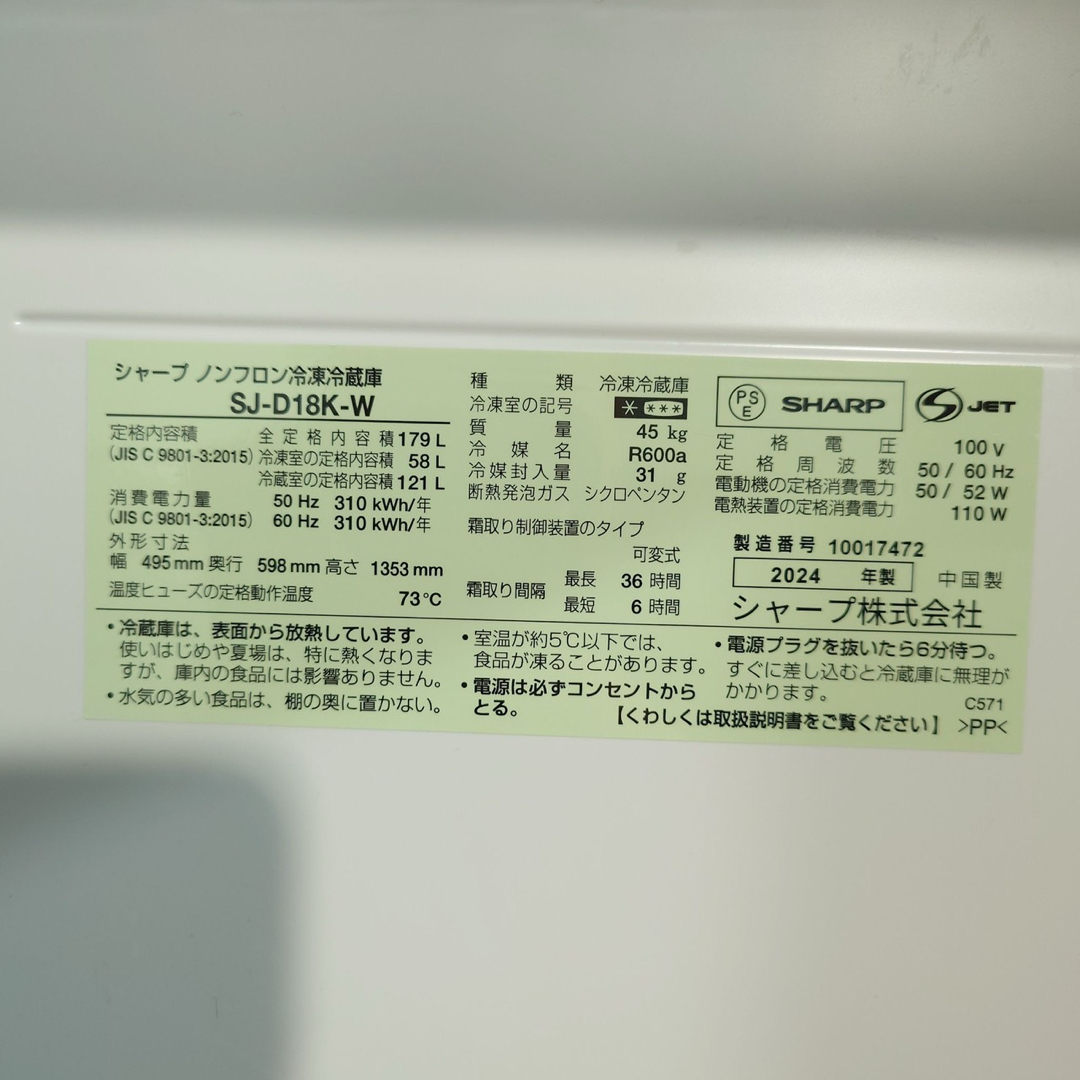 シャープ ノンフロン冷凍冷蔵庫
SJ-D18K-W
定格内容積 全定格内容積 179 L
(JIS C 9801-3:2015) 冷凍室の定格内容積 58 L
冷蔵室の定格内容積 121 L
消費電力量 50 Hz 310 kWh/年
(JIS C 9801-3:2015) 60 Hz 310 kWh/年
外形寸法
幅 495 mm 奥行 598 mm 高さ 1353 mm
温度ヒューズの定格動作温度 73℃
種類 冷凍冷蔵庫
冷凍室の記号 * ***
質量 45 kg
冷媒名 R600a
冷媒封入量 31 g
断熱発泡ガス シクロペンタン
霜取り制御装置のタイプ
可変式
霜取り間隔 最長 36 時間
最短 6 時間
PSE SHARP JET
定格電圧 100 V
定格周波数 50 / 60 Hz
電動機の定格消費電力 50 / 52 W
電熱装置の定格消費電力 110 W
製造番号 10017472
2024 年製 中国製
シャープ株式会社
・冷蔵庫は、表面から放熱しています。
使いはじめや夏場は、特に熱くなりま
すが、庫内の食品には影響ありません。
・水気の多い食品は、棚の奥に置かない。
・室温が約5℃以下では、
食品が凍ることがあります。
・電源は必ずコンセントから
とる。
・電源プラグを抜いたら6分待つ。
すぐに差し込むと冷蔵庫に無理が
かかります。
C571
【くわしくは取扱説明書をご覧ください】 >PP<